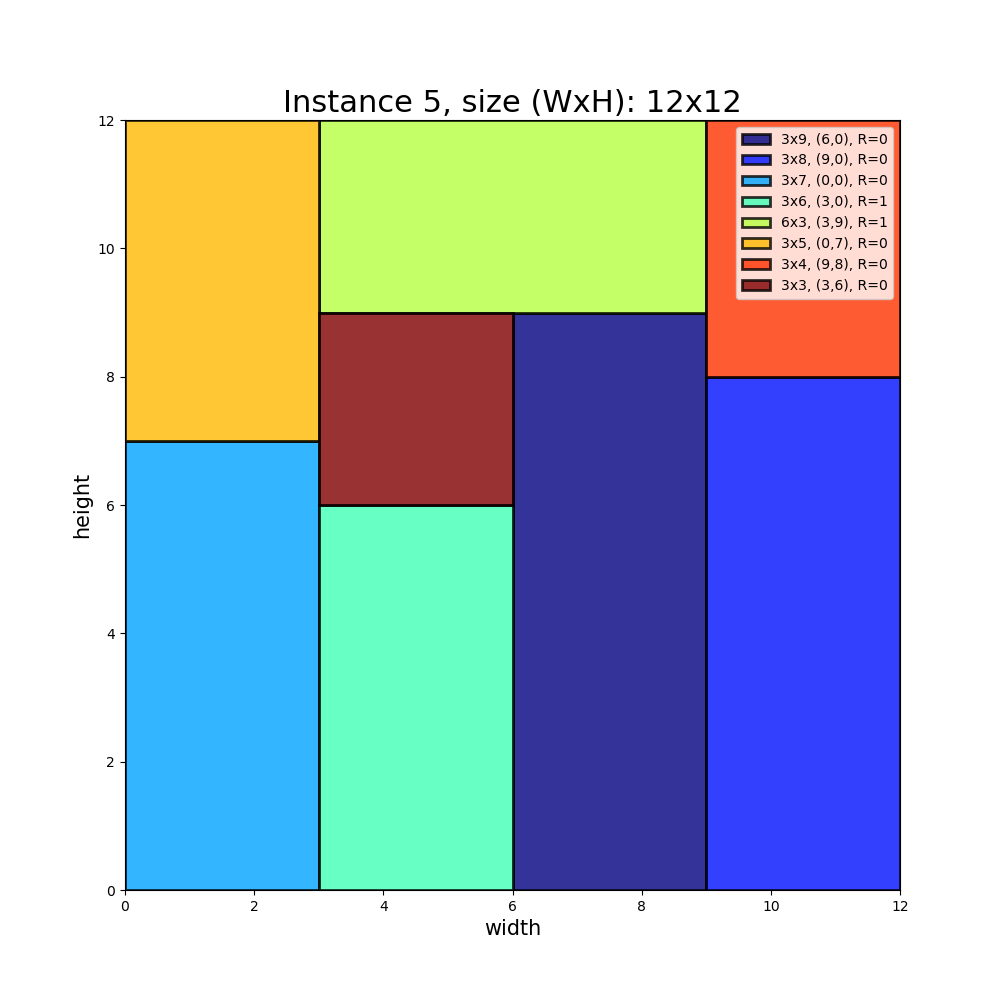 Instance 5, size (WxH): 12x12
12
10
8
6
4
2
0
height
3x9, (6,0), R=0
3x8, (9,0), R=0
3x7, (0,0), R=0
3x6, (3,0), R=1
6x3, (3,9), R=1
3x5, (0,7), R=0
3x4, (9,8), R=0
3x3, (3,6), R=0
0 2 4 6 8 10 12
width